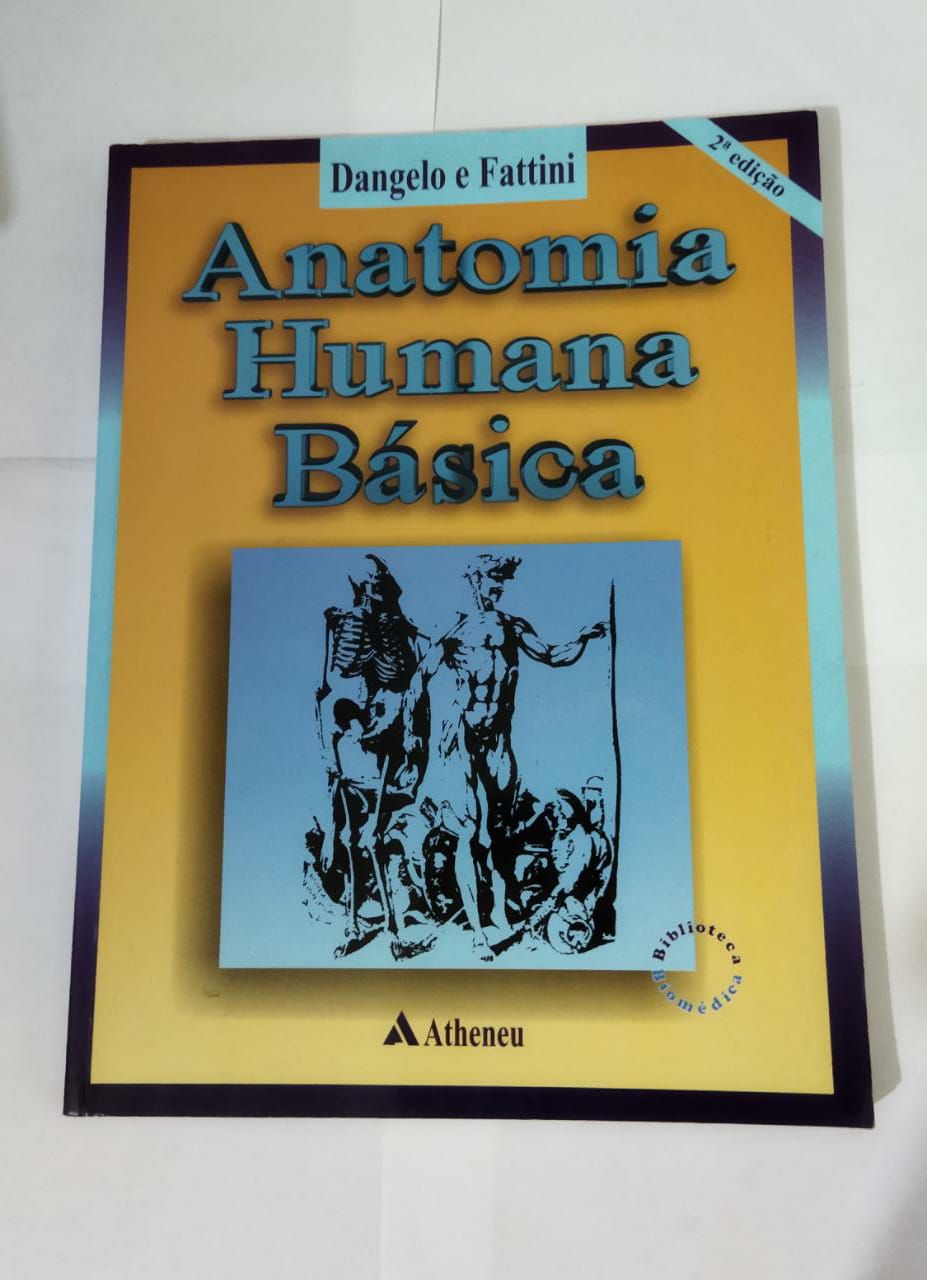 Dangelo e Fattini
2ª edição
Anatomia
Humana
Básica
Biblioteca
Biomédica
Atheneu